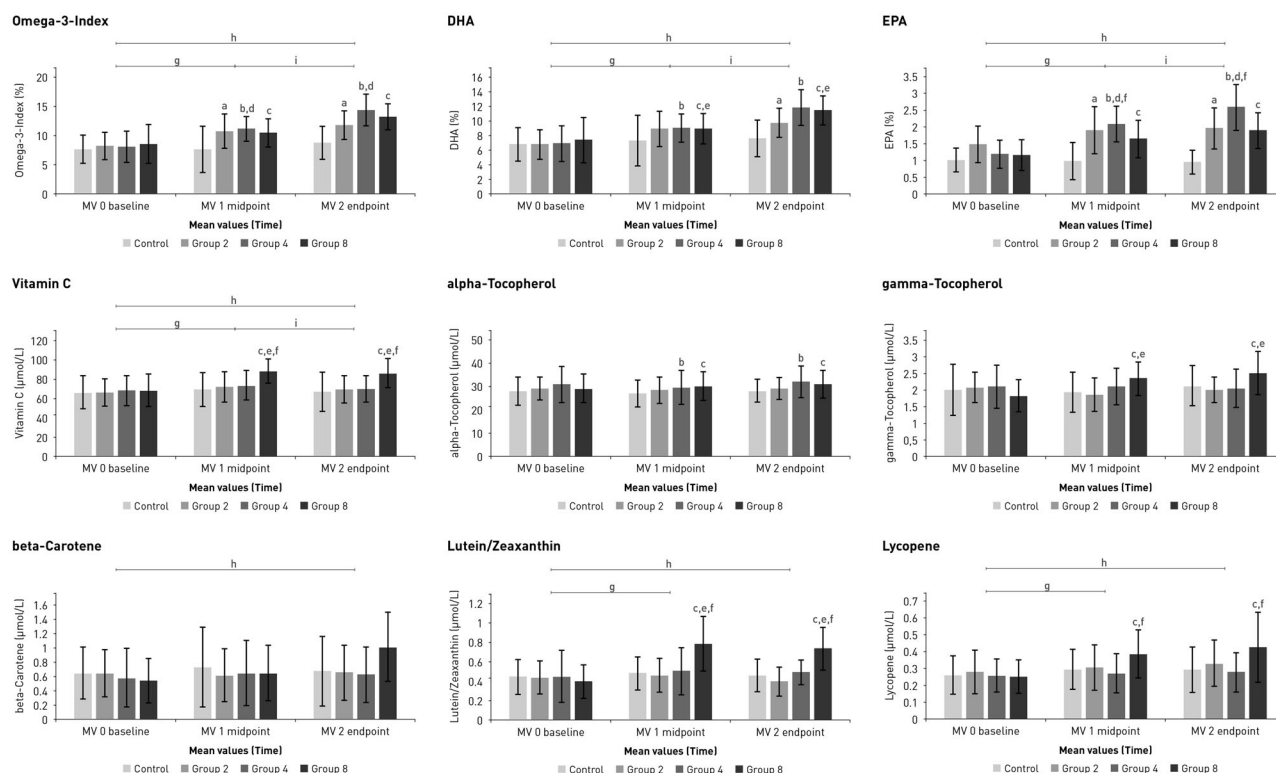 Omega-3-Index
h
g
i
Omega-3-Index (%)
20
15
10
5
0
a
b,d
c
a
b,d
c
MV 0 baseline
MV 1 midpoint
MV 2 endpoint
Mean values (Time)
Control
Group 2
Group 4
Group 8
DHA
h
g
i
DHA (%)
16
14
12
10
8
6
4
2
0
b
c,e
a
b
c,e
MV 0 baseline
MV 1 midpoint
MV 2 endpoint
Mean values (Time)
Control
Group 2
Group 4
Group 8
EPA
h
g
i
EPA (%)
3.5
3
2.5
2
1.5
1
0.5
0
a
b,d,f
c
a
b,d,f
c
MV 0 baseline
MV 1 midpoint
MV 2 endpoint
Mean values (Time)
Control
Group 2
Group 4
Group 8
Vitamin C
h
g
i
Vitamin C (µmol/L)
120
100
80
60
40
20
0
c,e,f
c,e,f
MV 0 baseline
MV 1 midpoint
MV 2 endpoint
Mean values (Time)
Control
Group 2
Group 4
Group 8
alpha-Tocopherol
alpha-Tocopherol (µmol/L)
50
40
30
20
10
0
b
c
b
c
MV 0 baseline
MV 1 midpoint
MV 2 endpoint
Mean values (Time)
Control
Group 2
Group 4
Group 8
gamma-Tocopherol
gamma-Tocopherol (µmol/L)
3.5
3
2.5
2
1.5
1
0,5
0
c,e
c,e
MV 0 baseline
MV 1 midpoint
MV 2 endpoint
Mean values (Time)
Control
Group 2
Group 4
Group 8
beta-Carotene
h
beta-Carotene (µmol/L)
1.6
1.4
1.2
1
0.8
0.6
0.4
0.2
0
MV 0 baseline
MV 1 midpoint
MV 2 endpoint
Mean values (Time)
Control
Group 2
Group 4
Group 8
Lutein/Zeaxanthin
h
g
Lutein/Zeaxanthin (µmol/L)
1.2
1
0.8
0.6
0.4
0.2
0
c,e,f
c,e,f
MV 0 baseline
MV 1 midpoint
MV 2 endpoint
Mean values (Time)
Control
Group 2
Group 4
Group 8
Lycopene
h
g
Lycopene (µmol/L)
0.7
0.6
0.5
0.4
0.3
0.2
0.1
0
c,f
c,f
MV 0 baseline
MV 1 midpoint
MV 2 endpoint
Mean values (Time)
Control
Group 2
Group 4
Group 8